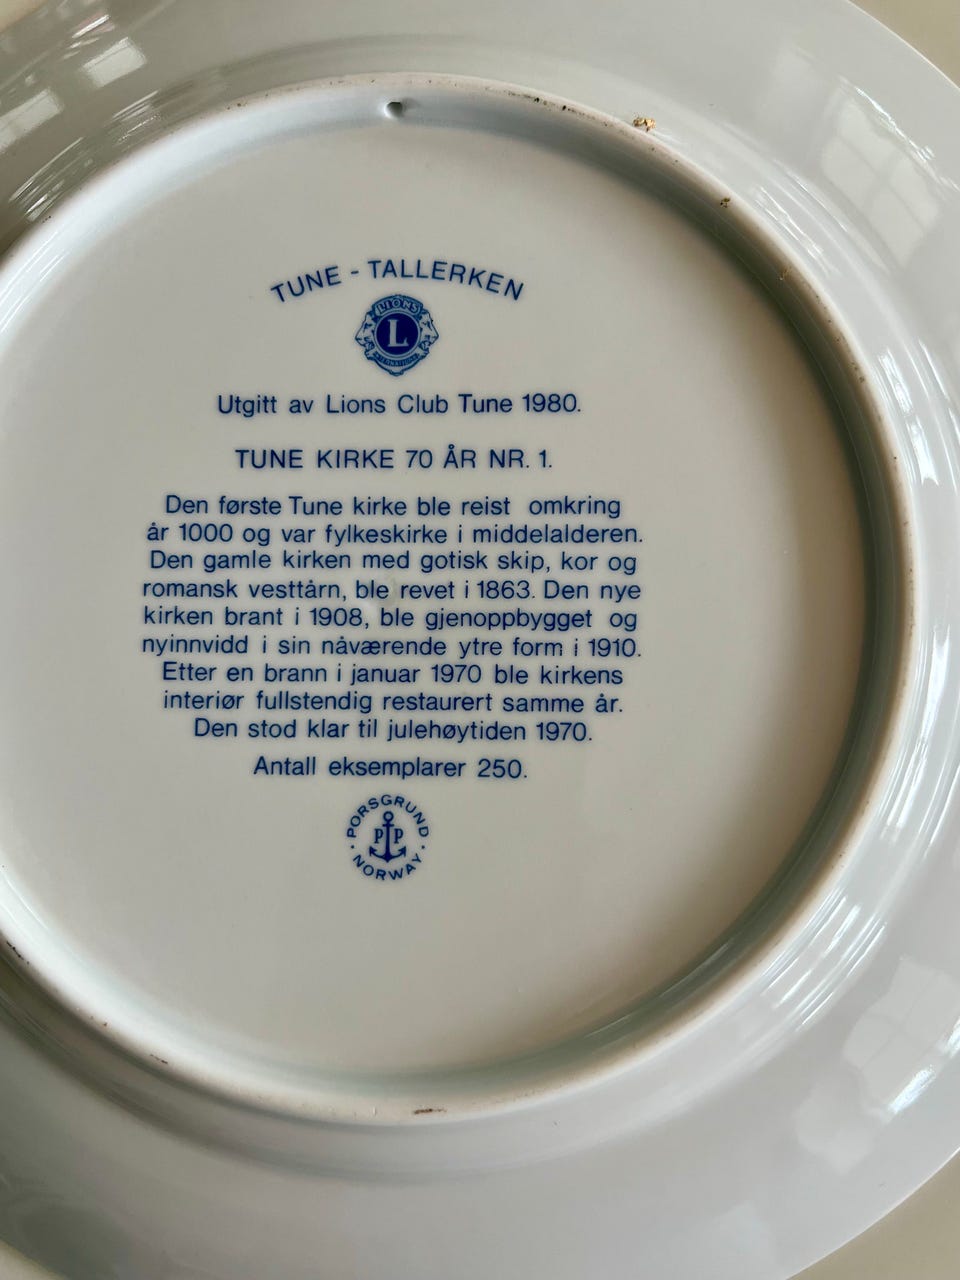 TUNE - TALLERKEN
LIONS
L
INTERNATIONAL
Utgitt av Lions Club Tune 1980.
TUNE KIRKE 70 ÅR NR. 1.
Den første Tune kirke ble reist omkring
år 1000 og var fylkeskirke i middelalderen.
Den gamle kirken med gotisk skip, kor og
romansk vesttårn, ble revet i 1863. Den nye
kirken brant i 1908, ble gjenoppbygget og
nyinnvidd i sin nåværende ytre form i 1910.
Etter en brann i januar 1970 ble kirkens
interiør fullstendig restaurert samme år.
Den stod klar til julehøytiden 1970.
Antall eksemplarer 250.
PORSGRUND
P P
NORWAY